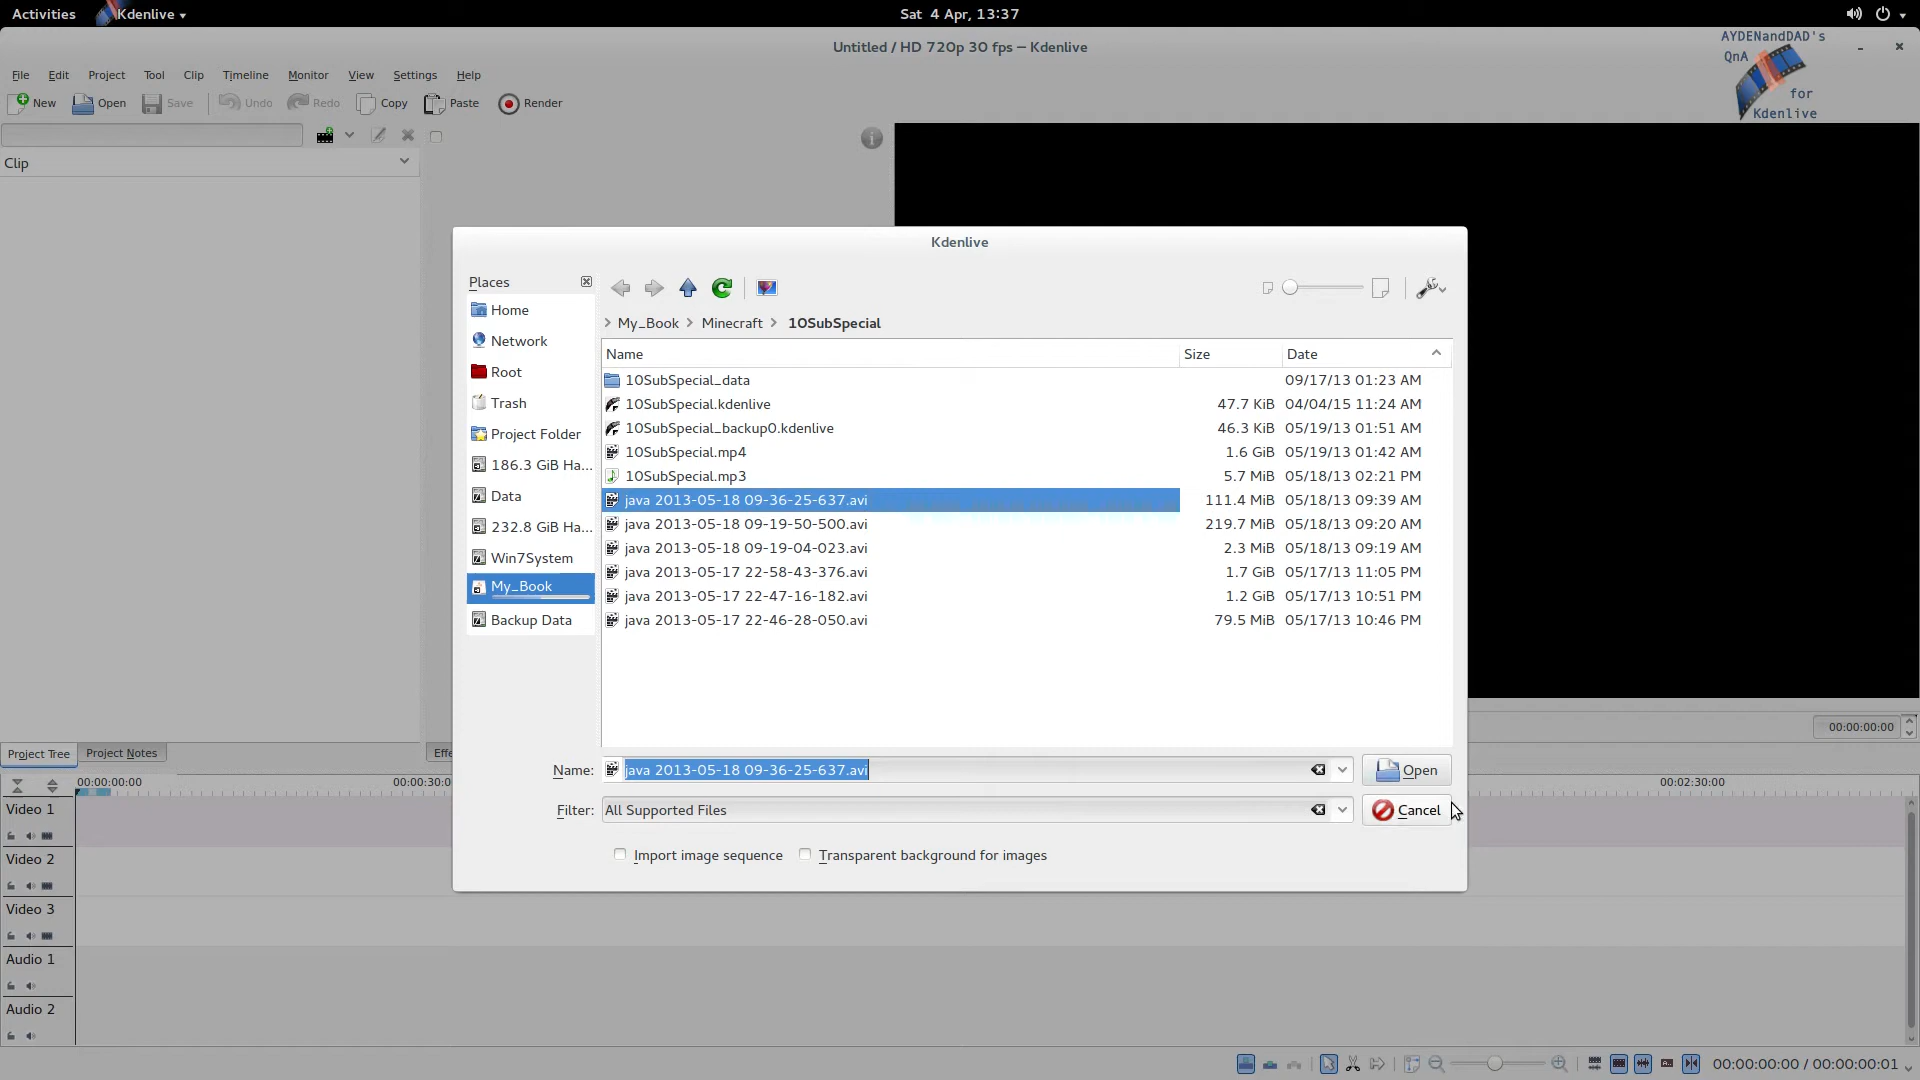 Activities
Kdenlive
Sat 4 Apr, 13:37
Untitled / HD 720p 30 fps – Kdenlive
AYDENandDAD's
QnA
for
Kdenlive
File Edit Project Tool Clip Timeline Monitor View Settings Help
New Open Save Undo Redo Copy Paste Render
Clip
Kdenlive
Places
Home
Network
Root
Trash
Project Folder
186.3 GiB Ha...
Data
232.8 GiB Ha...
Win7System
My_Book
Backup Data
My_Book Minecraft 10SubSpecial
Name Size Date
10SubSpecial_data 09/17/13 01:23 AM
10SubSpecial.kdenlive 47.7 KiB 04/04/15 11:24 AM
10SubSpecial_backup0.kdenlive 46.3 KiB 05/19/13 01:51 AM
10SubSpecial.mp4 1.6 GiB 05/19/13 01:42 AM
10SubSpecial.mp3 5.7 MiB 05/18/13 02:21 PM
java 2013-05-18 09-36-25-637.avi 111.4 MiB 05/18/13 09:39 AM
java 2013-05-18 09-19-50-500.avi 219.7 MiB 05/18/13 09:20 AM
java 2013-05-18 09-19-04-023.avi 2.3 MiB 05/18/13 09:19 AM
java 2013-05-17 22-58-43-376.avi 1.7 GiB 05/17/13 11:05 PM
java 2013-05-17 22-47-16-182.avi 1.2 GiB 05/17/13 10:51 PM
java 2013-05-17 22-46-28-050.avi 79.5 MiB 05/17/13 10:46 PM
Name: java 2013-05-18 09-36-25-637.avi Open
Filter: All Supported Files Cancel
Import image sequence Transparent background for images
00:00:00:00
Project Tree Project Notes Effe
00:00:00:00 00:00:30:0 00:02:30:00
Video 1
Video 2
Video 3
Audio 1
Audio 2
00:00:00:00 / 00:00:00:01